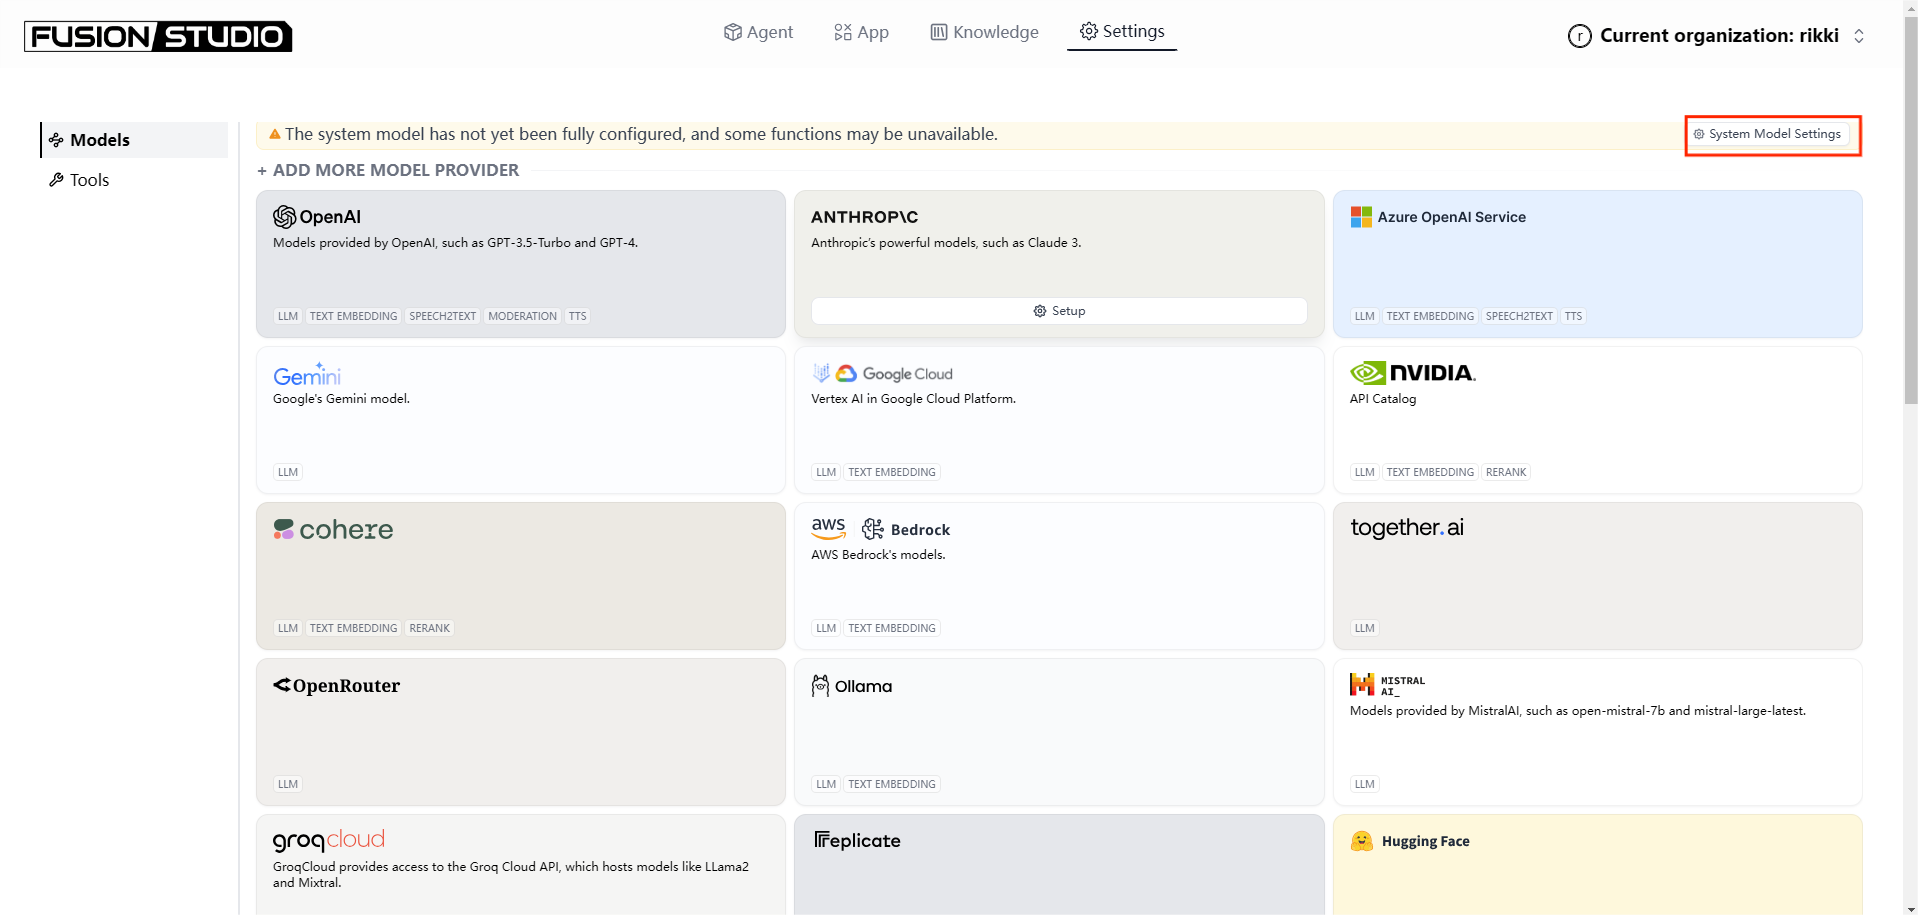 FUSION STUDIO
Agent
App
Knowledge
Settings
r
Current organization: rikki
Models
Tools
The system model has not yet been fully configured, and some functions may be unavailable.
System Model Settings
+ ADD MORE MODEL PROVIDER
OpenAI
Models provided by OpenAI, such as GPT-3.5-Turbo and GPT-4.
LLM TEXT EMBEDDING SPEECH2TEXT MODERATION TTS
ANTHROP\C
Anthropic's powerful models, such as Claude 3.
Setup
Azure OpenAI Service
LLM TEXT EMBEDDING SPEECH2TEXT TTS
Gemini
Google's Gemini model.
LLM
Google Cloud
Vertex AI in Google Cloud Platform.
LLM TEXT EMBEDDING
NVIDIA.
API Catalog
LLM TEXT EMBEDDING RERANK
cohere
LLM TEXT EMBEDDING RERANK
aws Bedrock
AWS Bedrock's models.
LLM TEXT EMBEDDING
together.ai
LLM
OpenRouter
LLM
Ollama
LLM TEXT EMBEDDING
MISTRAL
AI_
Models provided by MistralAI, such as open-mistral-7b and mistral-large-latest.
LLM
groqcloud
GroqCloud provides access to the Groq Cloud API, which hosts models like LLama2
and Mixtral.
Replicate
Hugging Face